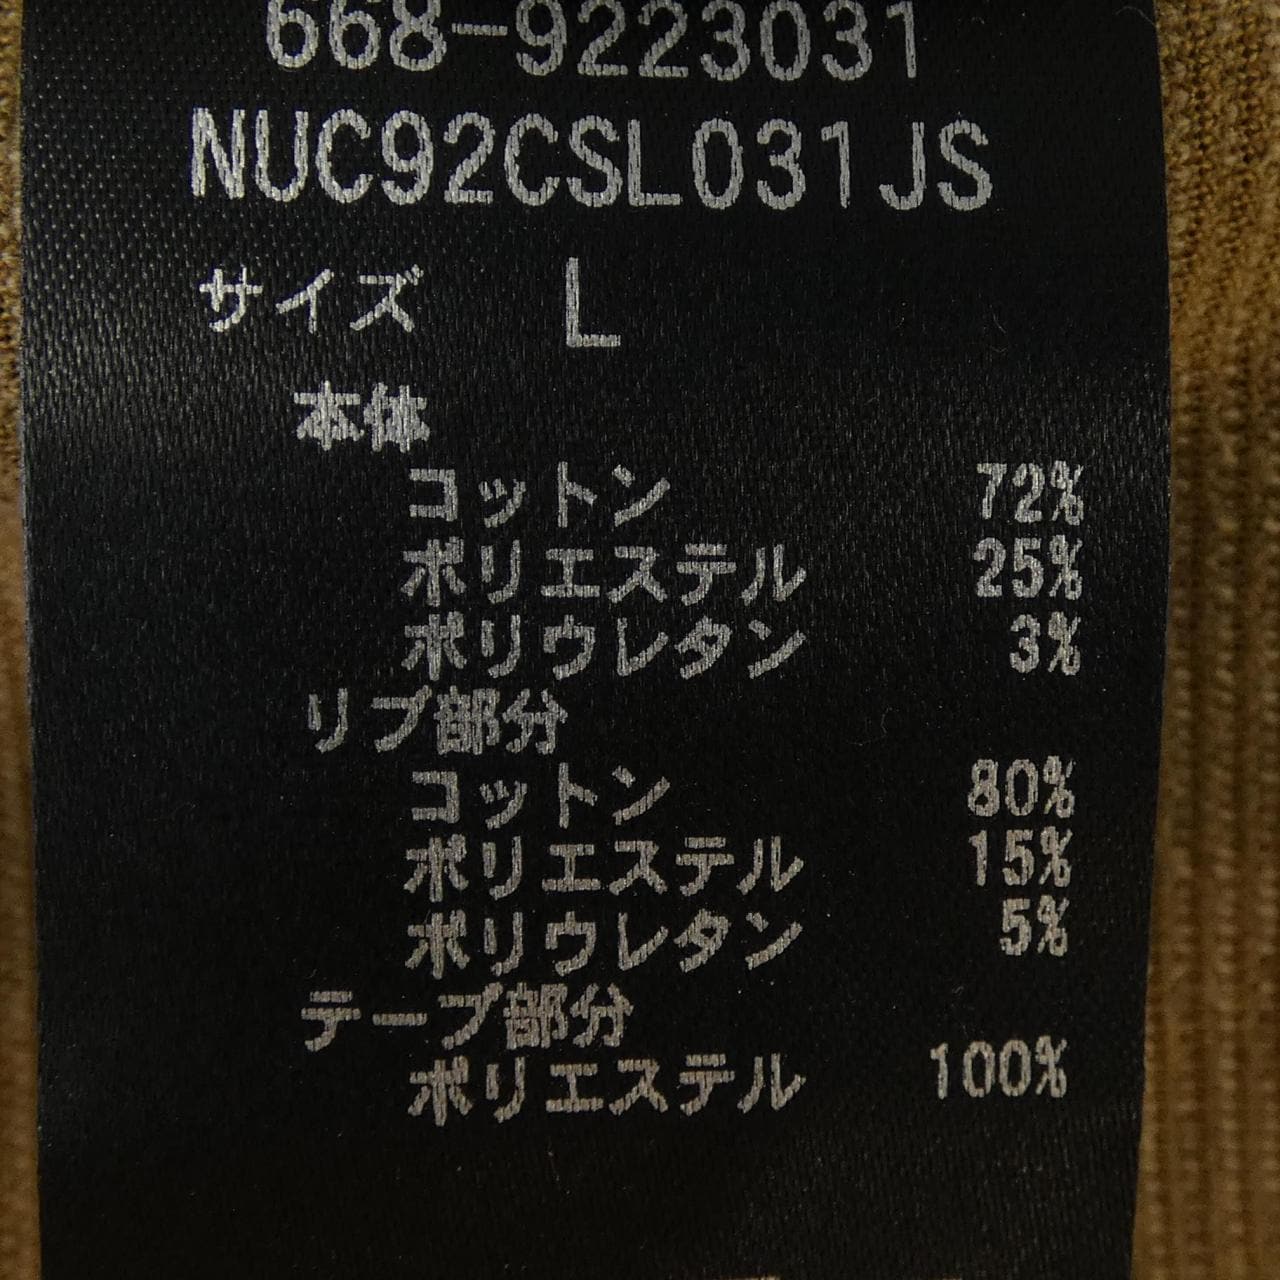 668-9223031
NUC92CSL031JS
サイズ L
本体
コットン 72%
ポリエステル 25%
ポリウレタン 3%
リブ部分
コットン 80%
ポリエステル 15%
ポリウレタン 5%
テープ部分
ポリエステル 100%